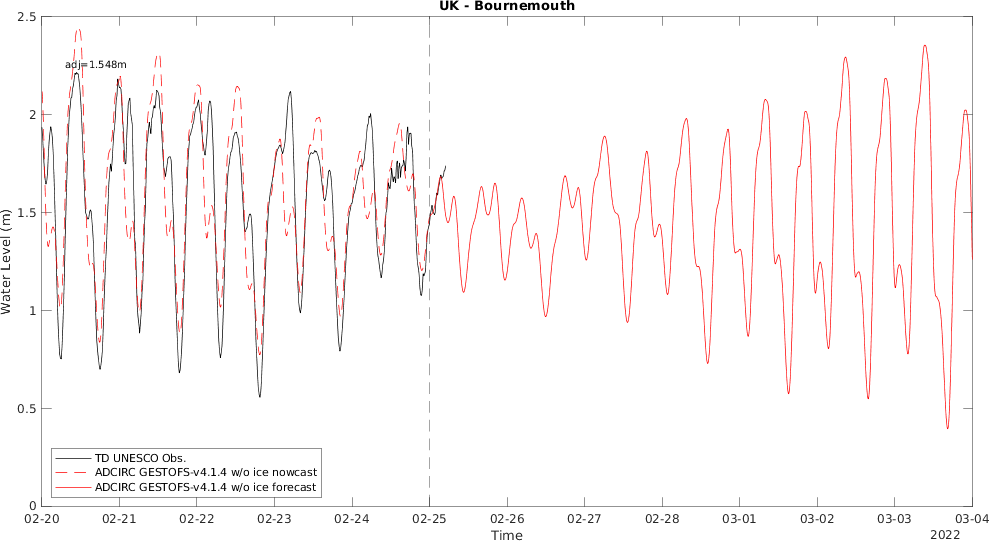 UK - Bournemouth
2.5
adj=1.548m
2
1.5
Water Level (m)
1
0.5
TD UNESCO Obs.
ADCIRC GESTOFS-v4.1.4 w/o ice nowcast
ADCIRC GESTOFS-v4.1.4 w/o ice forecast
0
02-20 02-21 02-22 02-23 02-24 02-25 02-26 02-27 02-28 03-01 03-02 03-03 03-04
Time
2022